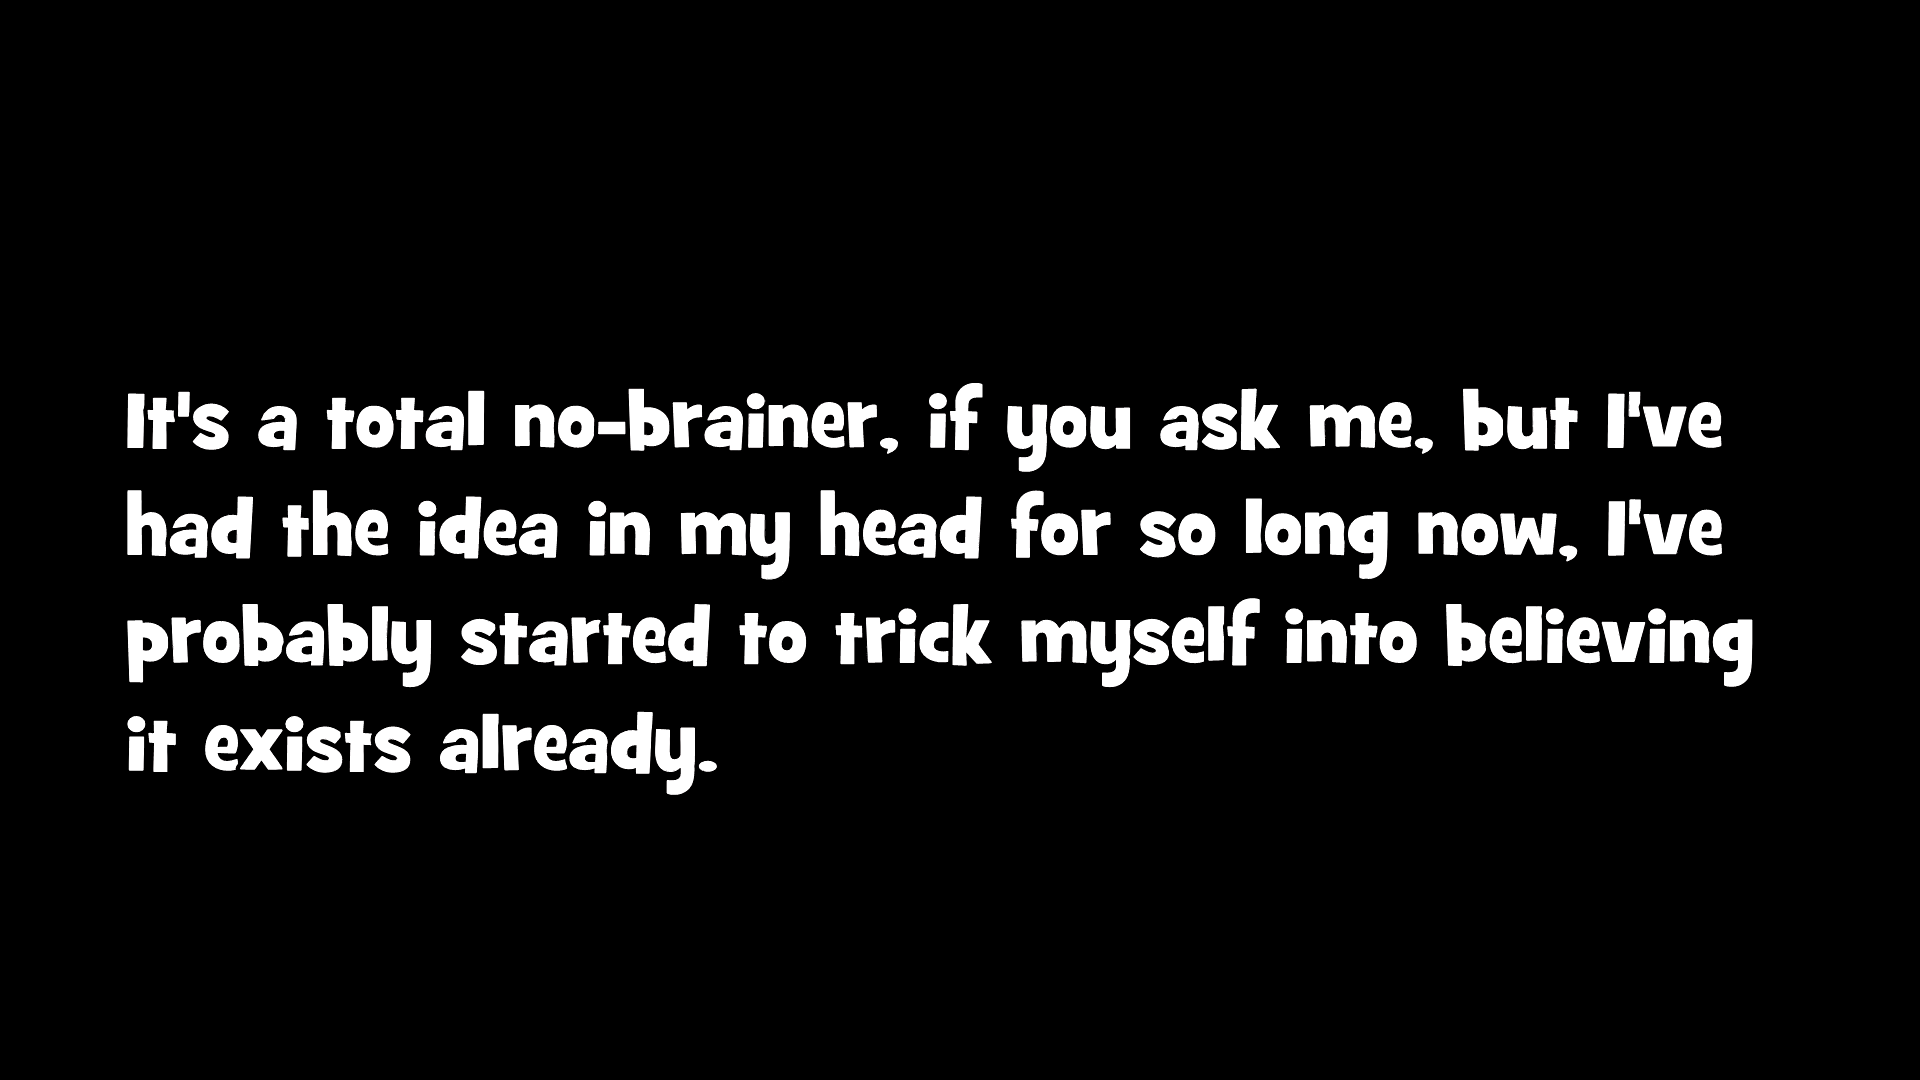 It's a total no-brainer, if you ask me, but I've
had the idea in my head for so long now, I've
probably started to trick myself into believing
it exists already.